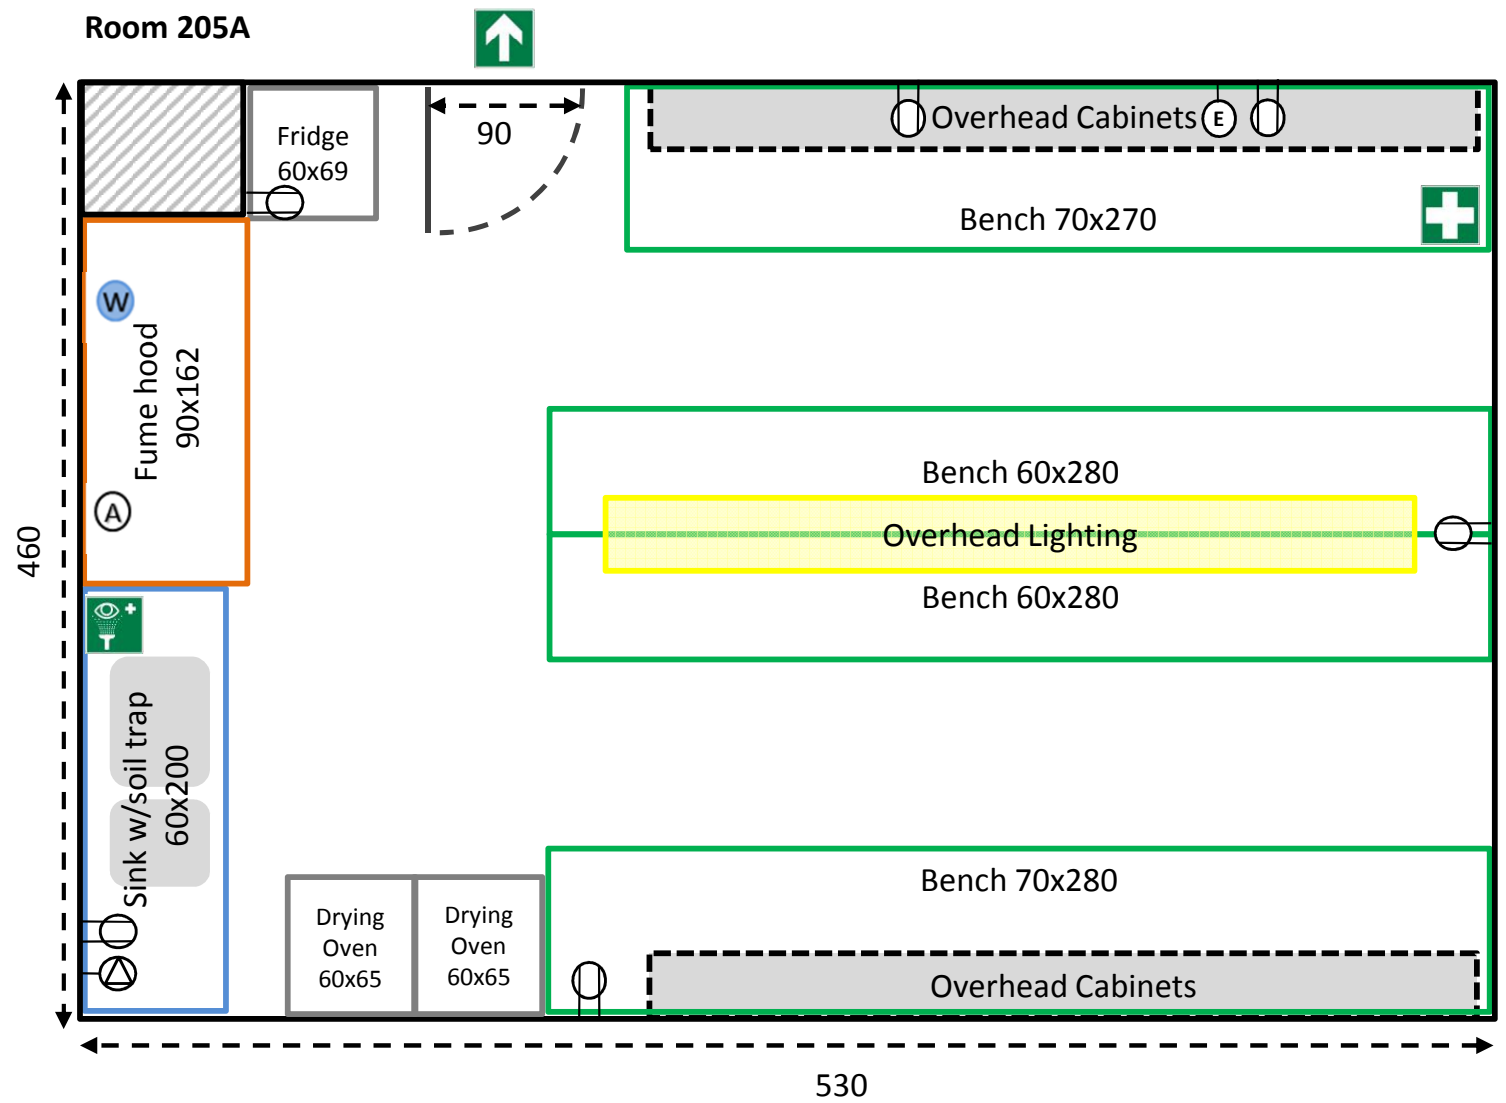 Room 205A
Fridge
60x69
90
Overhead Cabinets
E
Bench 70x270
W
Fume hood
90x162
A
460
Bench 60x280
Overhead Lighting
Bench 60x280
Sink w/soil trap
60x200
Drying
Oven
60x65
Drying
Oven
60x65
Bench 70x280
Overhead Cabinets
530